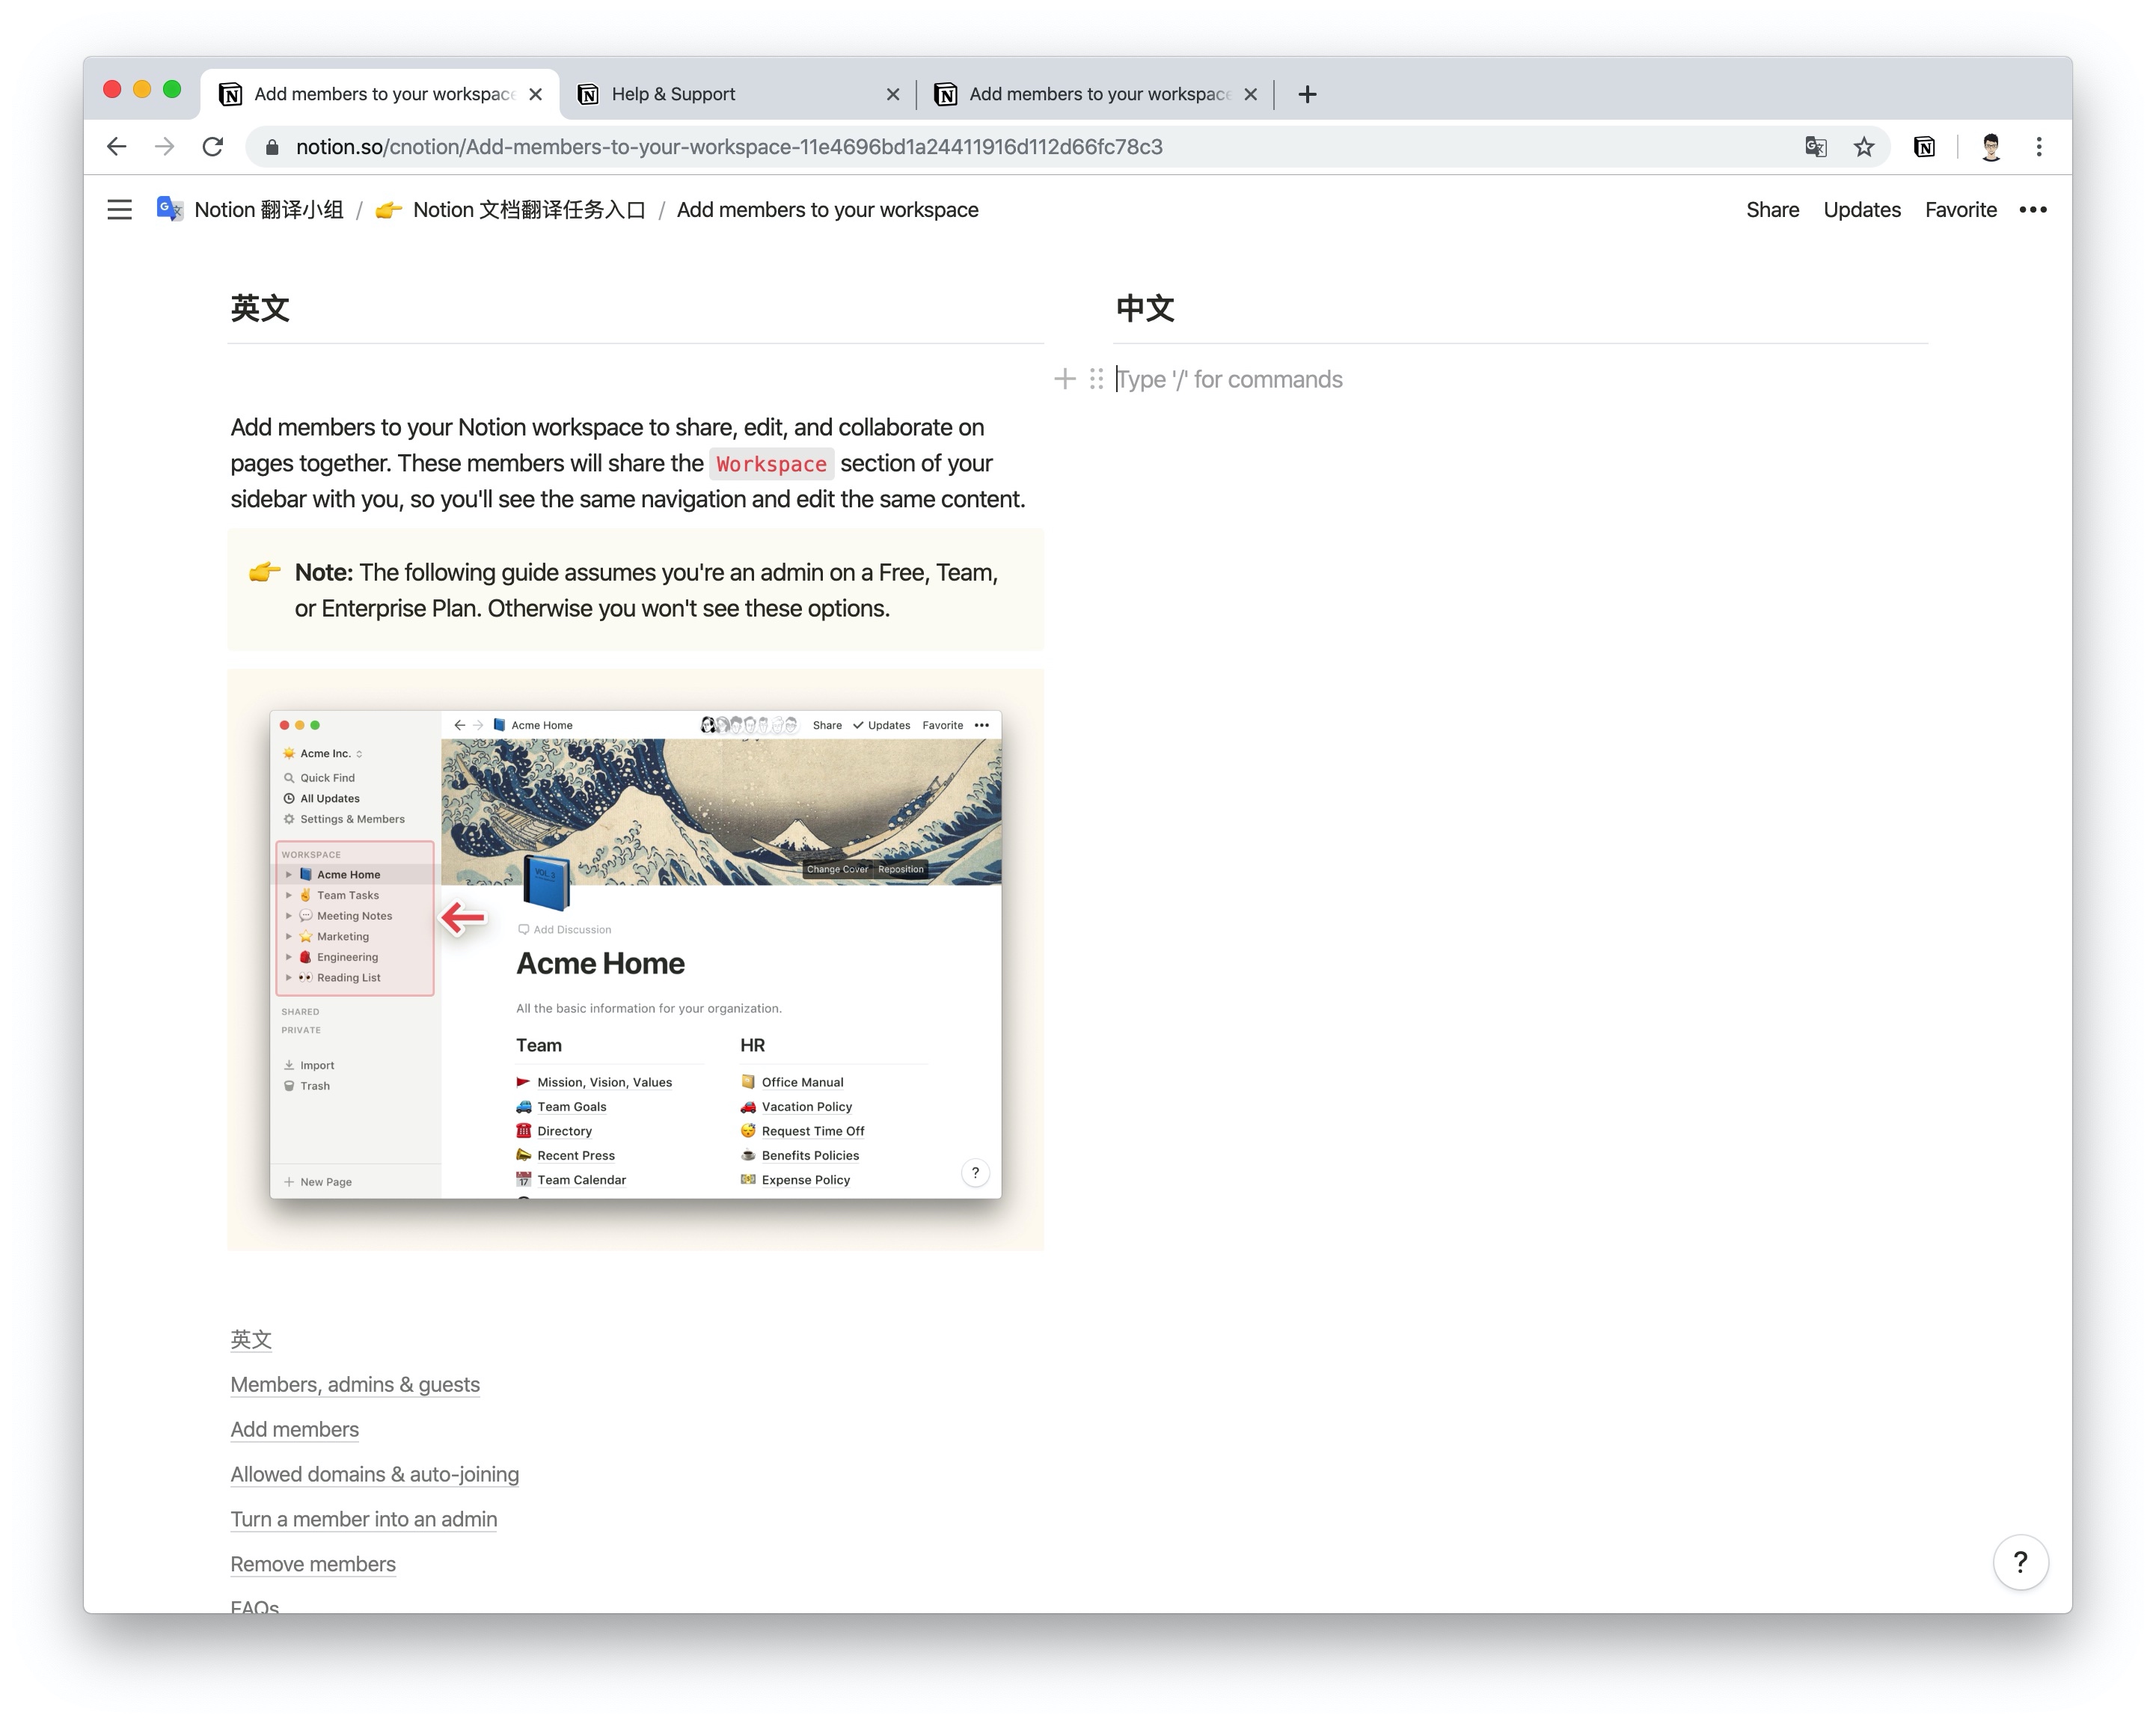 Add members to your workspace
Help & Support
Add members to your workspace
notion.so/cnotion/Add-members-to-your-workspace-11e4696bd1a24411916d112d66fc78c3
Notion 翻译小组 / Notion 文档翻译任务入口 / Add members to your workspace
Share Updates Favorite
英文
Add members to your Notion workspace to share, edit, and collaborate on
pages together. These members will share the Workspace section of your
sidebar with you, so you'll see the same navigation and edit the same content.
Note: The following guide assumes you're an admin on a Free, Team,
or Enterprise Plan. Otherwise you won't see these options.
Acme Inc.
Quick Find
All Updates
Settings & Members
WORKSPACE
Acme Home
Team Tasks
Meeting Notes
Marketing
Engineering
Reading List
SHARED
PRIVATE
Import
Trash
+ New Page
Acme Home
Share Updates Favorite
Change Cover Reposition
VOL. 3
Add Discussion
Acme Home
All the basic information for your organization.
Team
Mission, Vision, Values
Team Goals
Directory
Recent Press
17 Team Calendar
HR
Office Manual
Vacation Policy
Request Time Off
Benefits Policies
Expense Policy
?
英文
Members, admins & guests
Add members
Allowed domains & auto-joining
Turn a member into an admin
Remove members
FAQs
中文
Type '/' for commands
?